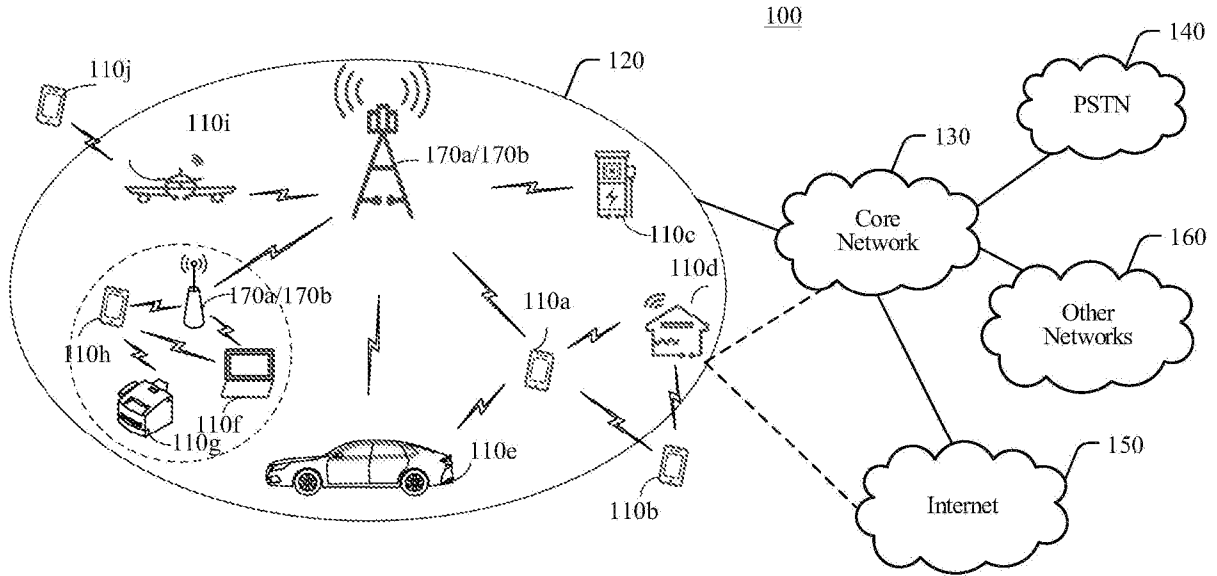 100
110j
120
140
PSTN
110i
170a/170b
130
110c
Core
Network
160
110d
170a/170b
110a
Other
Networks
110h
110f
110g
110e
150
110b
Internet